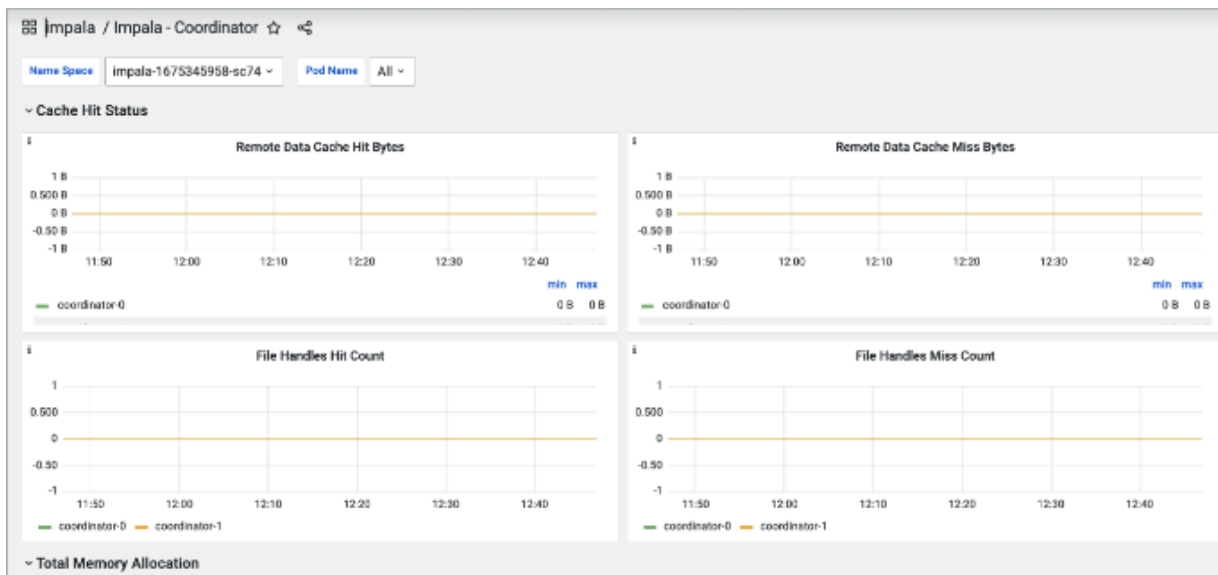 Impala / Impala - Coordinator
Name Space impala-1675345958-sc74 Pod Name All
Cache Hit Status
Remote Data Cache Hit Bytes
1 B
0.500 B
0 B
-0.50 B
-1 B
11:50 12:00 12:10 12:20 12:30 12:40
min max
coordinator-0 0 B 0 B
Remote Data Cache Miss Bytes
1 B
0.500 B
0 B
-0.50 B
-1 B
11:50 12:00 12:10 12:20 12:30 12:40
min max
coordinator-0 0 B 0 B
File Handles Hit Count
1
0.500
0
-0.50
-1
11:50 12:00 12:10 12:20 12:30 12:40
coordinator-0 coordinator-1
File Handles Miss Count
1
0.500
0
-0.50
-1
11:50 12:00 12:10 12:20 12:30 12:40
coordinator-0 coordinator-1
Total Memory Allocation